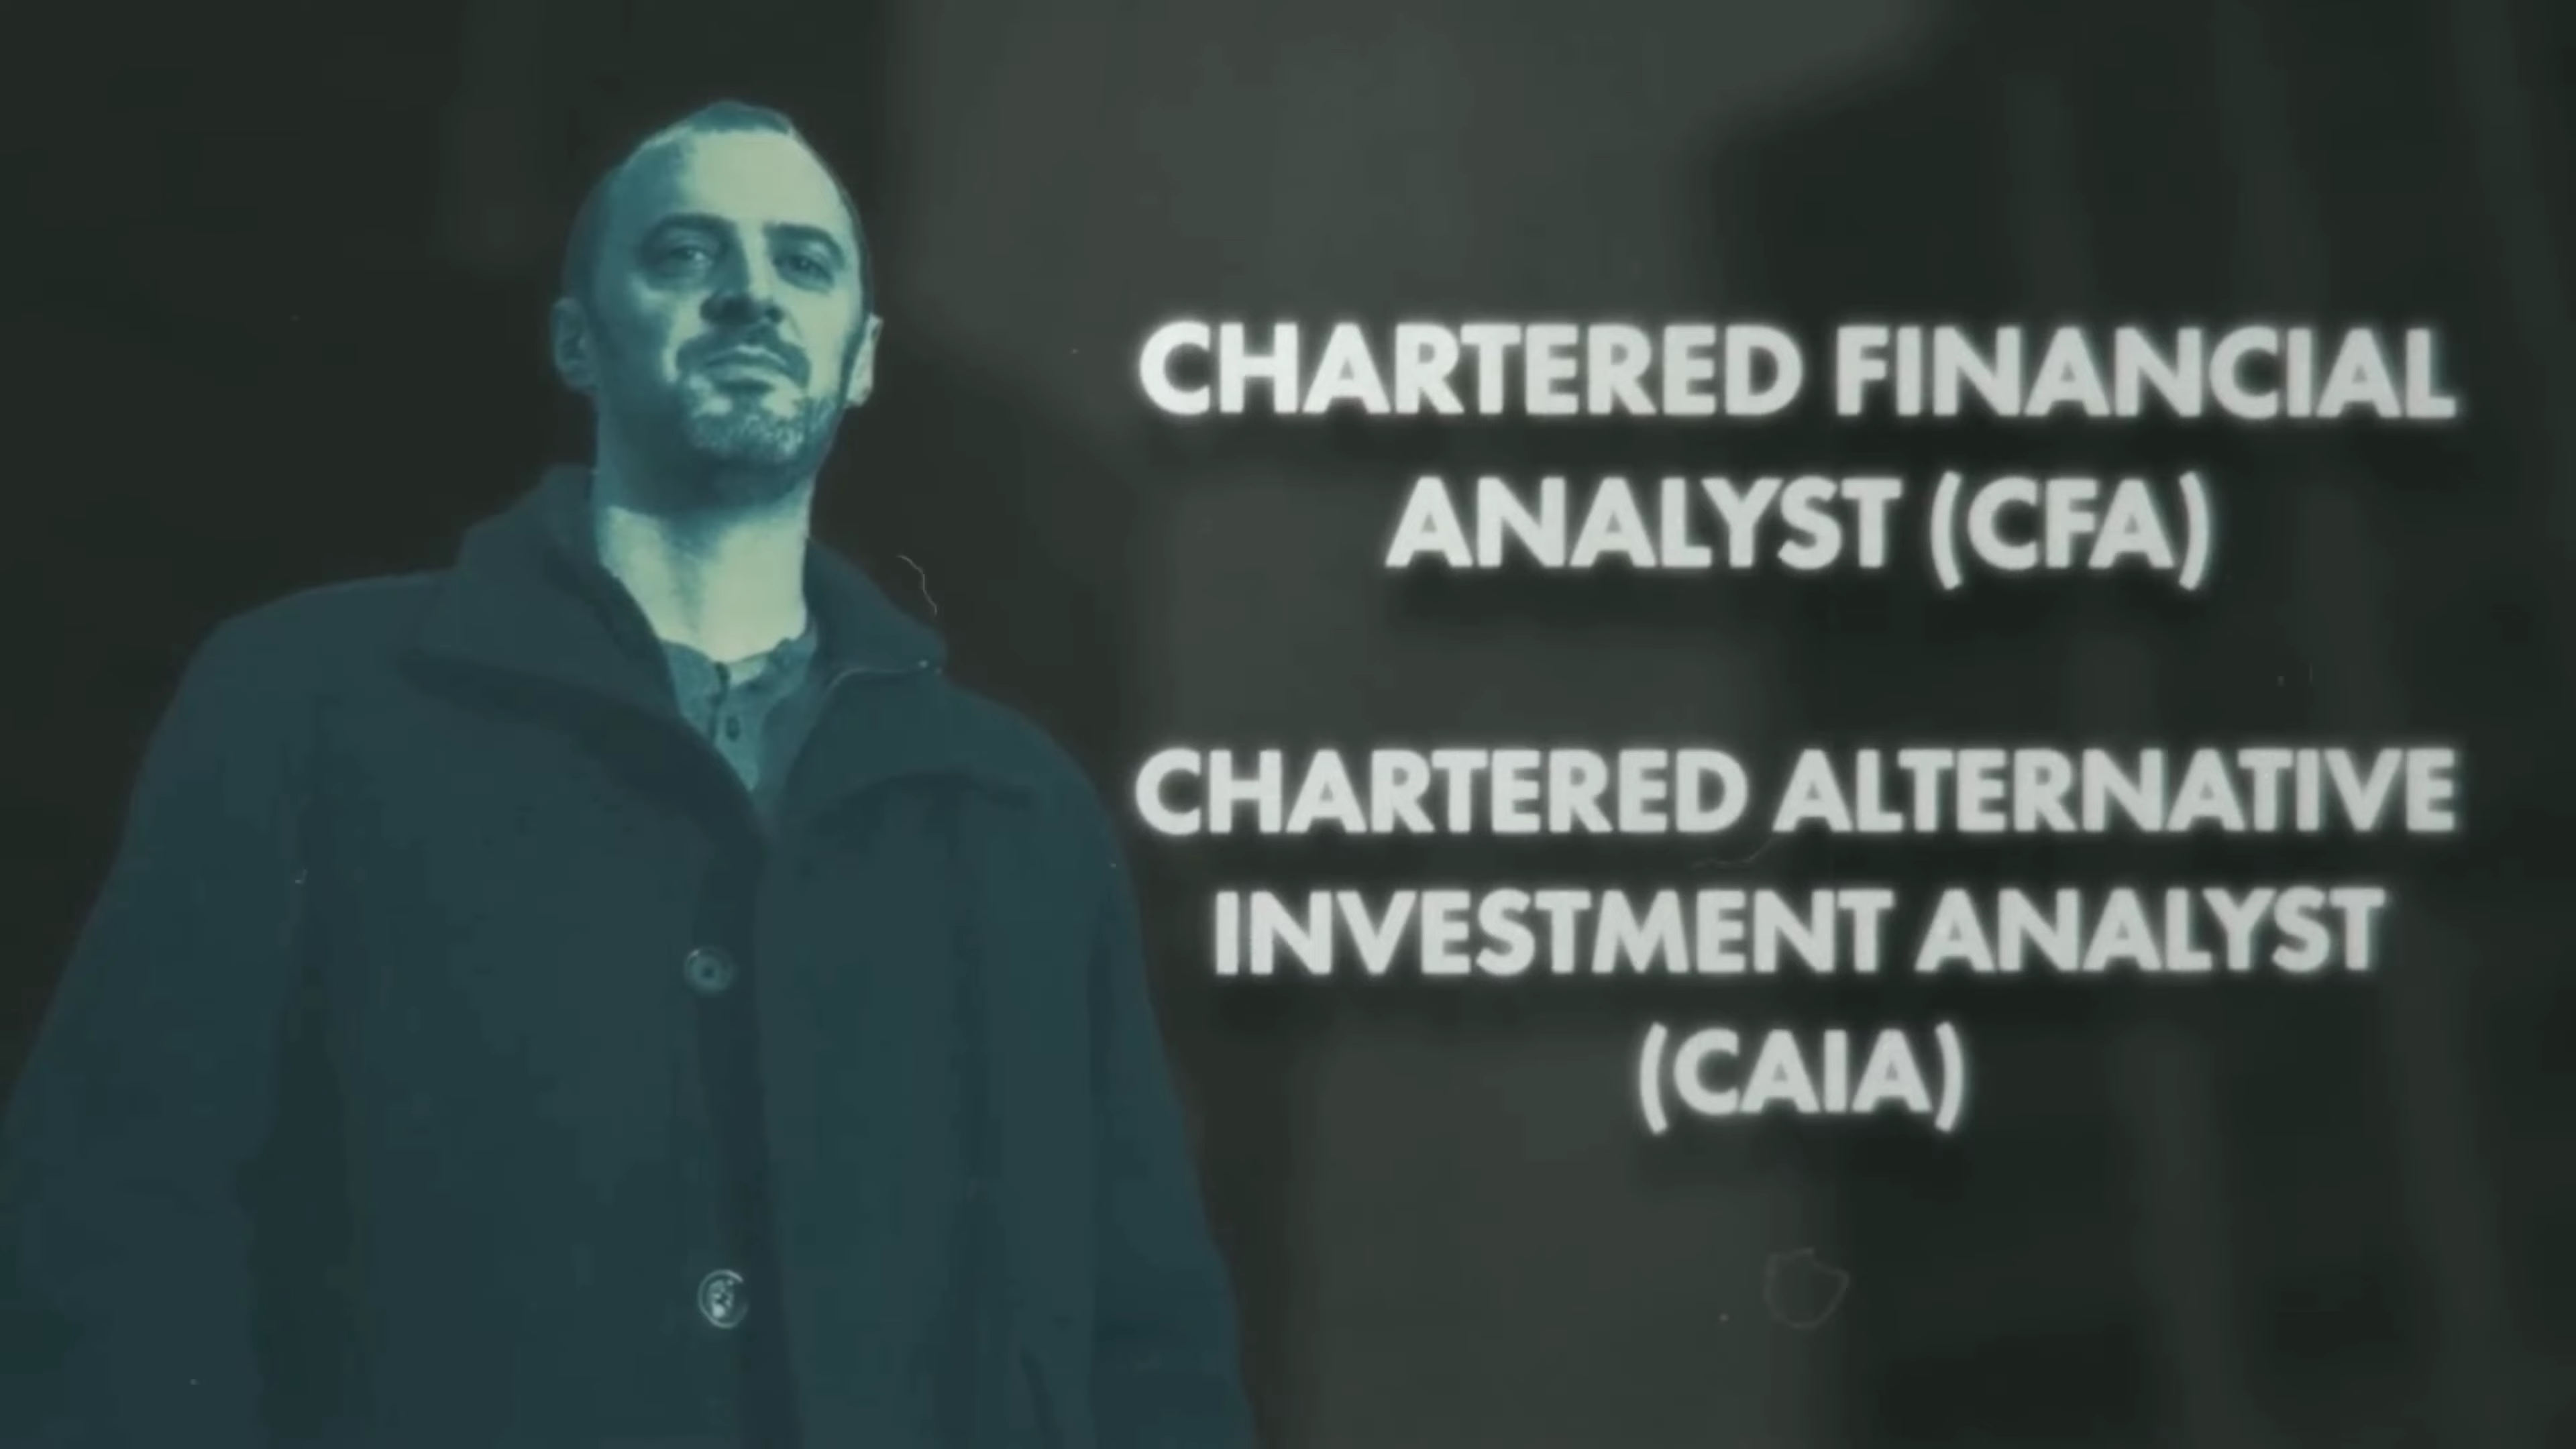 CHARTERED FINANCIAL
ANALYST (CFA)
CHARTERED ALTERNATIVE
INVESTMENT ANALYST
(CAIA)